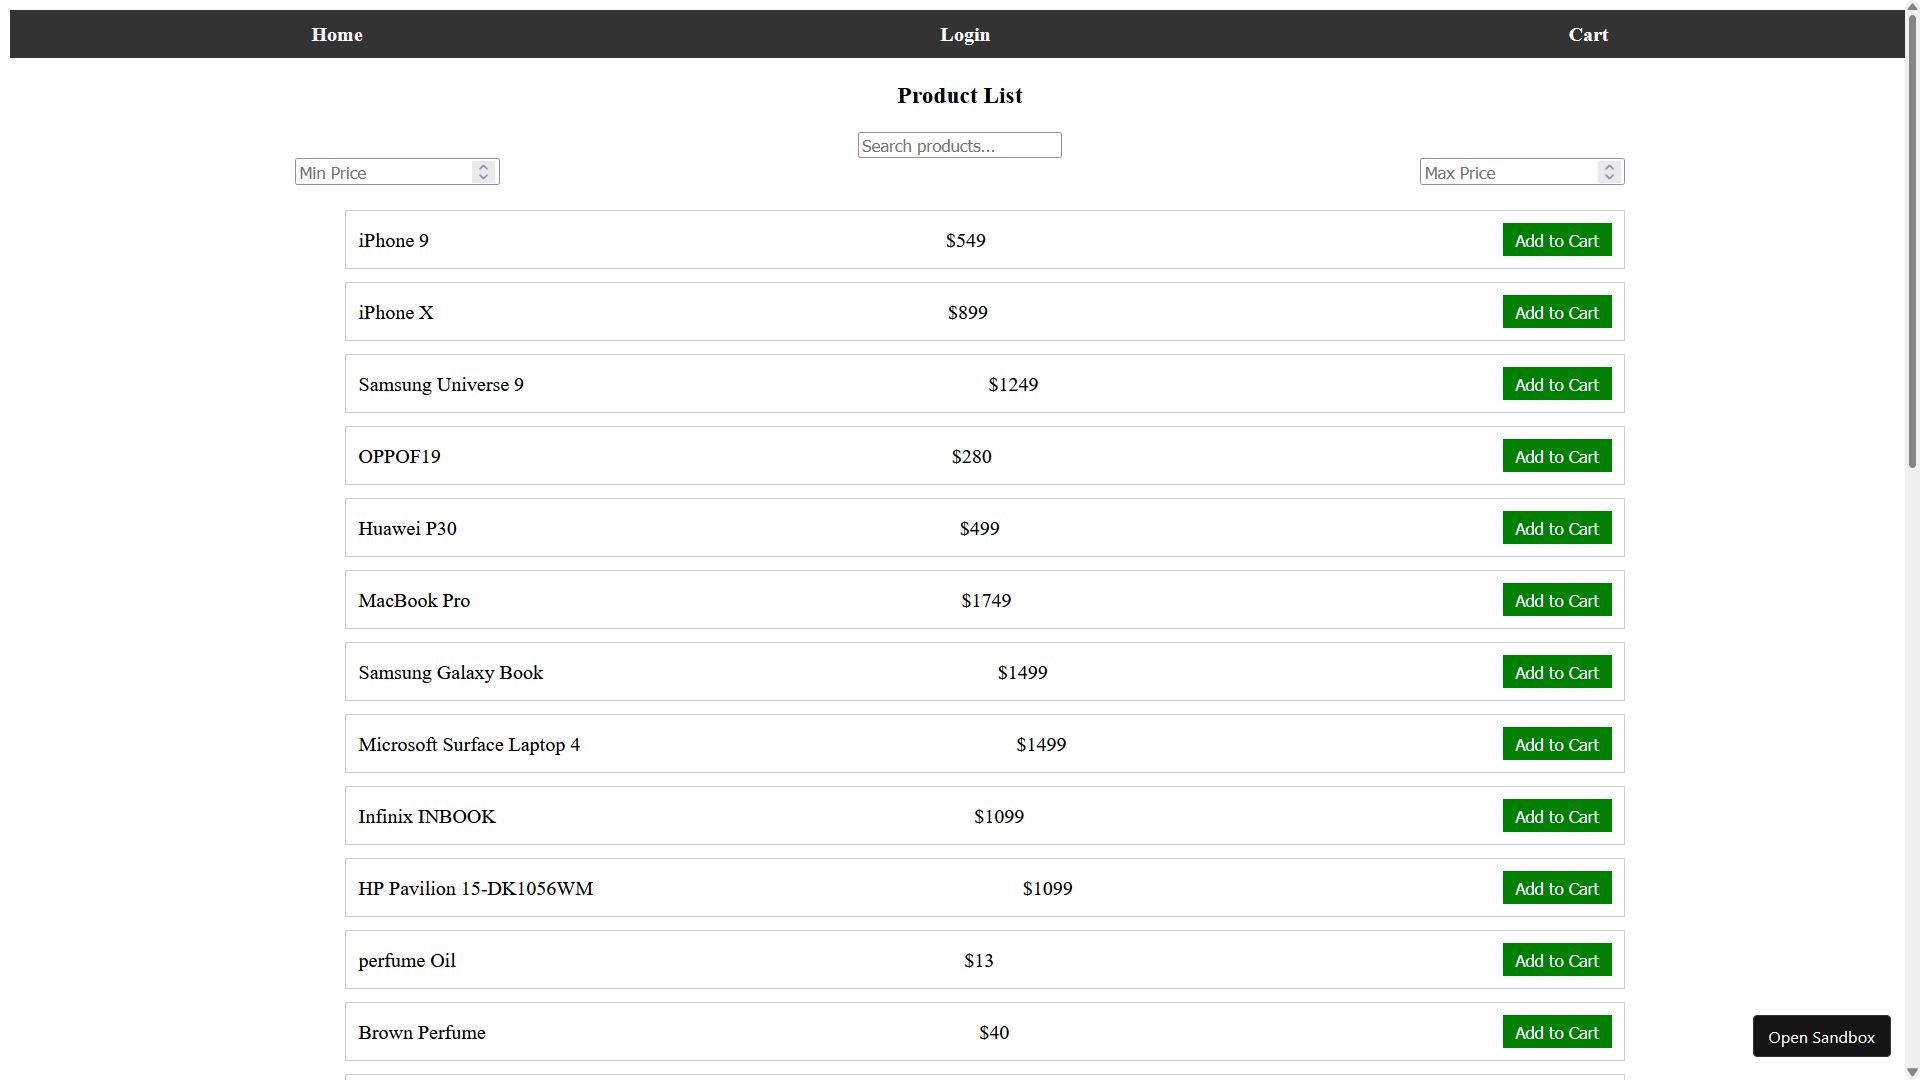 Home Login Cart
Product List
Search products...
Min Price Max Price
iPhone 9 $549 Add to Cart
iPhone X $899 Add to Cart
Samsung Universe 9 $1249 Add to Cart
OPPOF19 $280 Add to Cart
Huawei P30 $499 Add to Cart
MacBook Pro $1749 Add to Cart
Samsung Galaxy Book $1499 Add to Cart
Microsoft Surface Laptop 4 $1499 Add to Cart
Infinix INBOOK $1099 Add to Cart
HP Pavilion 15-DK1056WM $1099 Add to Cart
perfume Oil $13 Add to Cart
Brown Perfume $40 Add to Cart
Open Sandbox